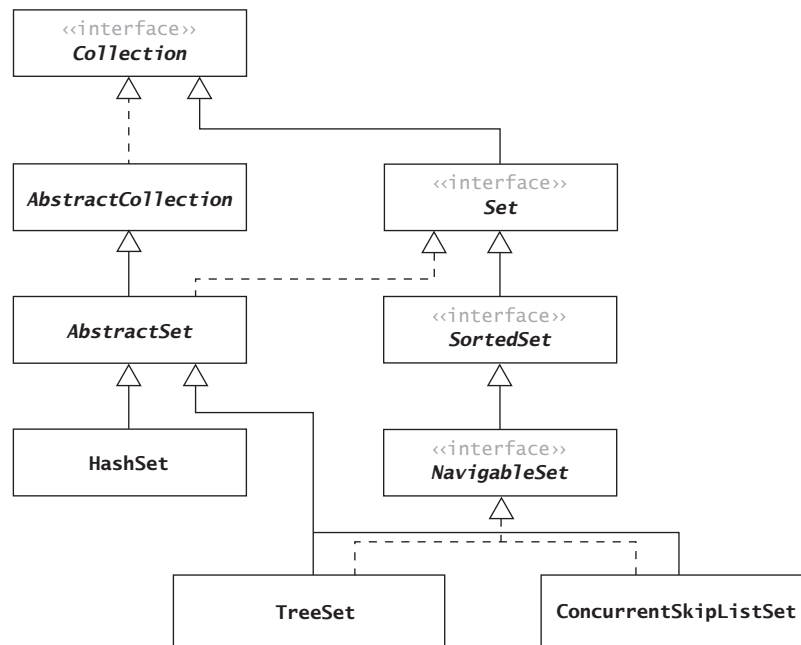 ‹‹interface››
Collection
AbstractCollection
‹‹interface››
Set
AbstractSet
‹‹interface››
SortedSet
HashSet
‹‹interface››
NavigableSet
TreeSet
ConcurrentSkipListSet